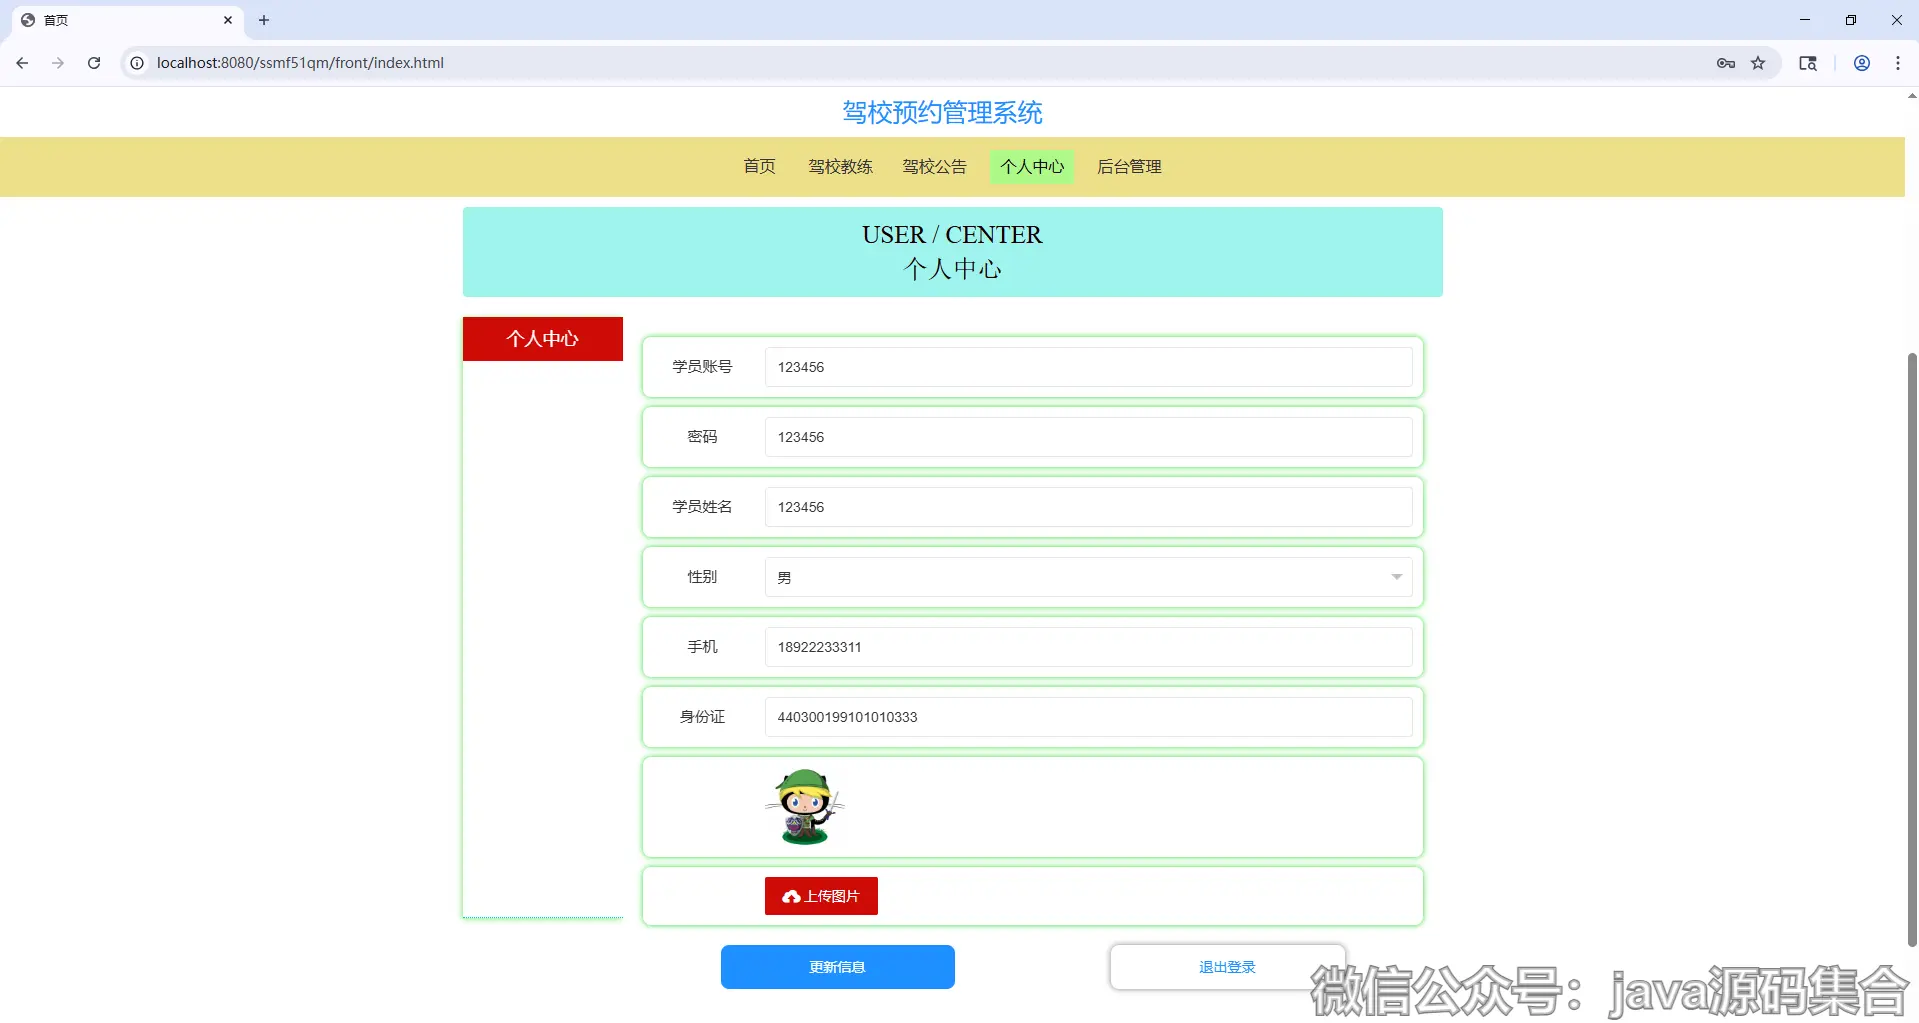 首页
localhost:8080/ssmf51qm/front/index.html
驾校预约管理系统
首页 驾校教练 驾校公告 个人中心 后台管理
USER / CENTER
个人中心
个人中心
学员账号 123456
密码 123456
学员姓名 123456
性别 男
手机 18922233311
身份证 440300199101010333
上传图片
更新信息 退出登录
微信公众号：java源码集合